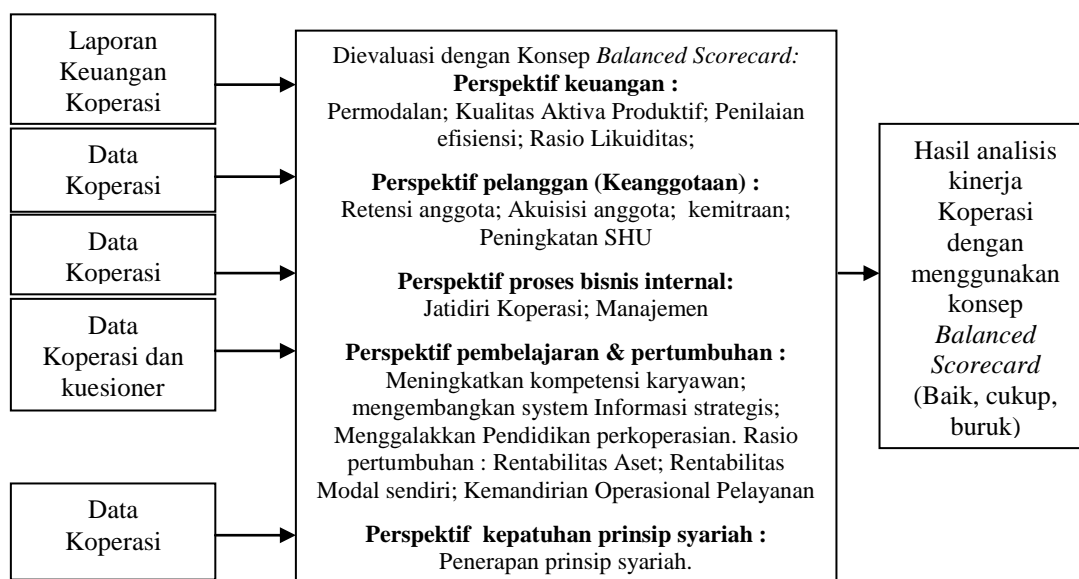 Laporan
Keuangan
Koperasi
Data
Koperasi
Data
Koperasi
Data
Koperasi dan
kuesioner
Data
Koperasi
Dievaluasi dengan Konsep Balanced Scorecard:
Perspektif keuangan :
Permodalan; Kualitas Aktiva Produktif; Penilaian
efisiensi; Rasio Likuiditas;
Perspektif pelanggan (Keanggotaan) :
Retensi anggota; Akuisisi anggota; kemitraan;
Peningkatan SHU
Perspektif proses bisnis internal:
Jatidiri Koperasi; Manajemen
Perspektif pembelajaran & pertumbuhan :
Meningkatkan kompetensi karyawan;
mengembangkan system Informasi strategis;
Menggalakkan Pendidikan perkoperasian. Rasio
pertumbuhan : Rentabilitas Aset; Rentabilitas
Modal sendiri; Kemandirian Operasional Pelayanan
Perspektif kepatuhan prinsip syariah :
Penerapan prinsip syariah.
Hasil analisis
kinerja
Koperasi
dengan
menggunakan
konsep
Balanced
Scorecard
(Baik, cukup,
buruk)